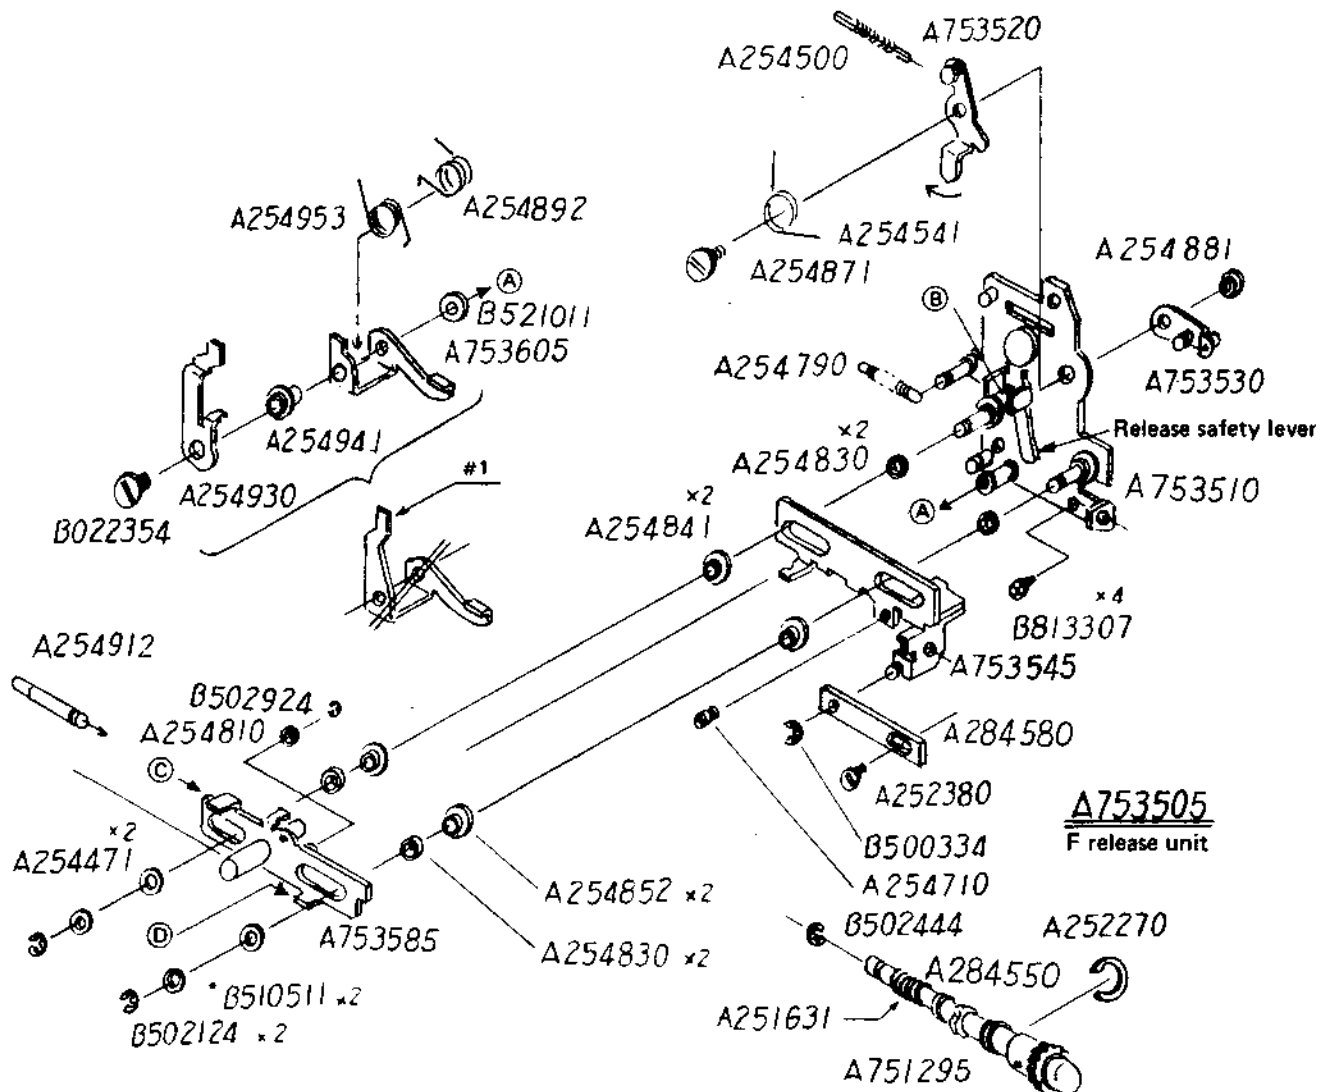 A753520
A254500
A254892
A254953
A254541
A254881
A254871
A
B521011
B
A753605
A254790
A753530
A254941
×2
Release safety lever
A254830
#1
A254930
×2
A753510
B022354
A254841
A
×4
B813307
A254912
A753545
B502924
A254810
A284580
C
A252380
A753505
×2
F release unit
A254471
B500334
A254852 ×2
A254710
D
A753585
B502444
A252270
A254830 ×2
A284550
* B510511 ×2
A251631
B502124 ×2
A751295